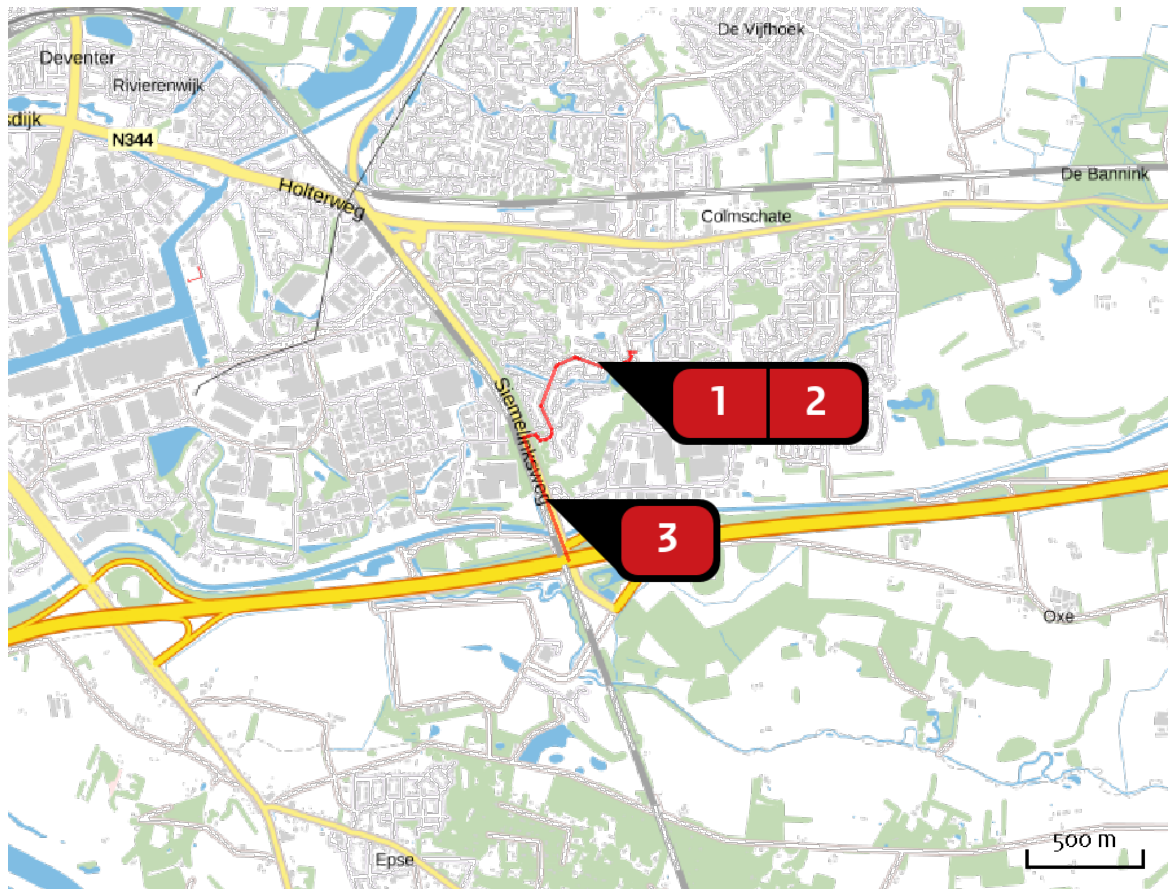 De Vijfhoek
Deventer
Rivierenwijk
sdijk
N344
De Bannink
Holterweg
Colmschate
Siemelinksweg
1 2
3
Oxe
500 m
Epse